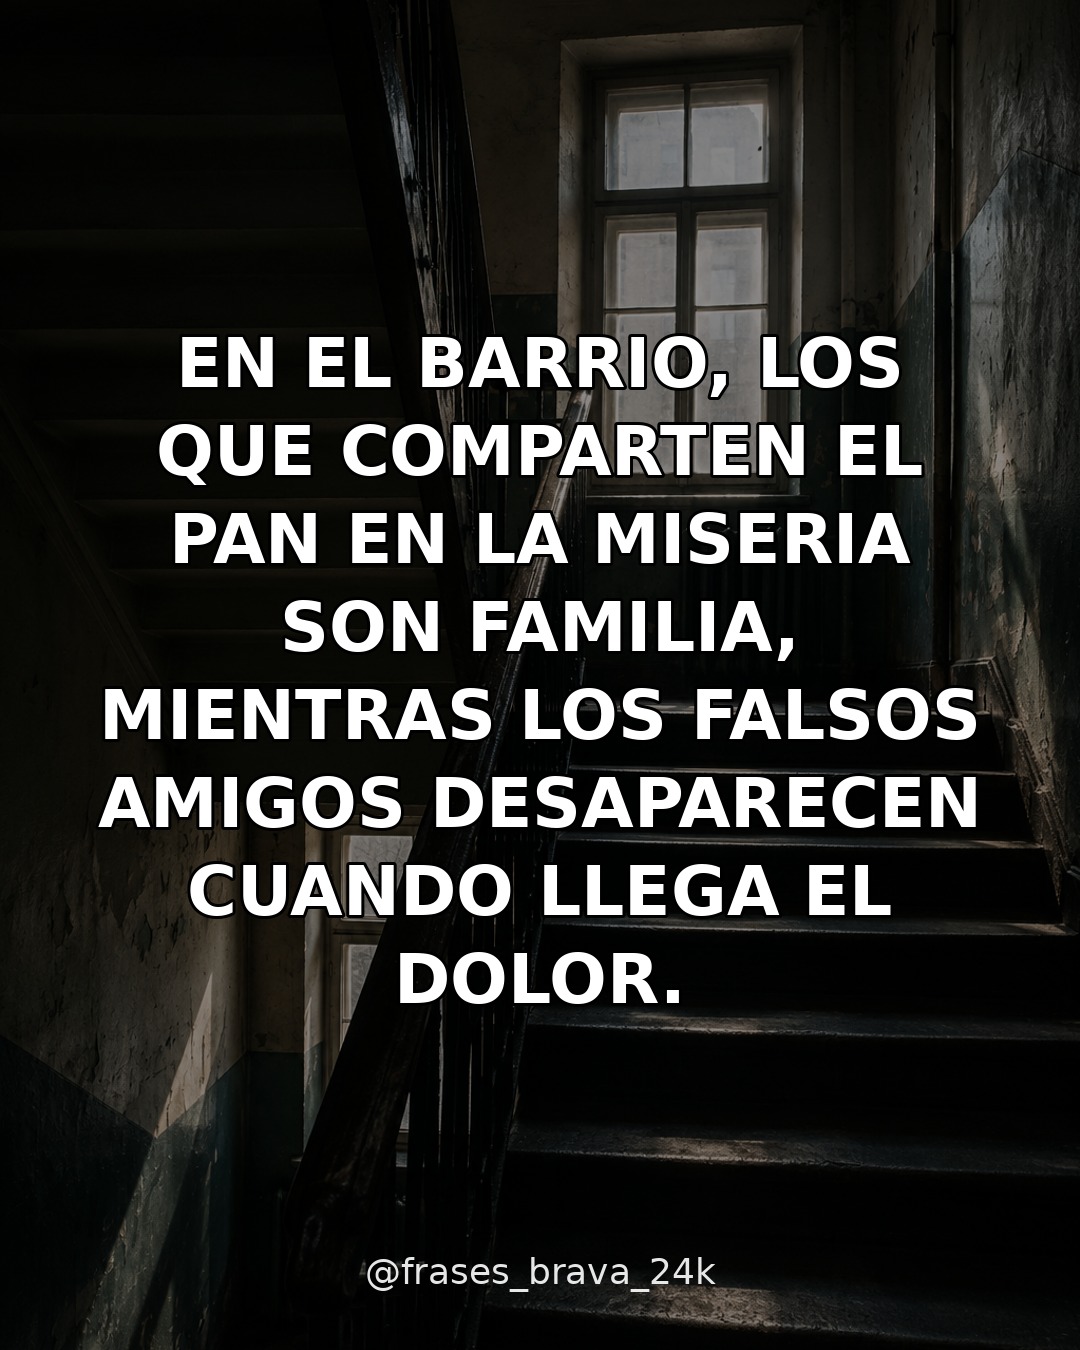 EN EL BARRIO, LOS
QUE COMPARTEN EL
PAN EN LA MISERIA
SON FAMILIA,
MIENTRAS LOS FALSOS
AMIGOS DESAPARECEN
CUANDO LLEGA EL
DOLOR.
@frases_brava_24k